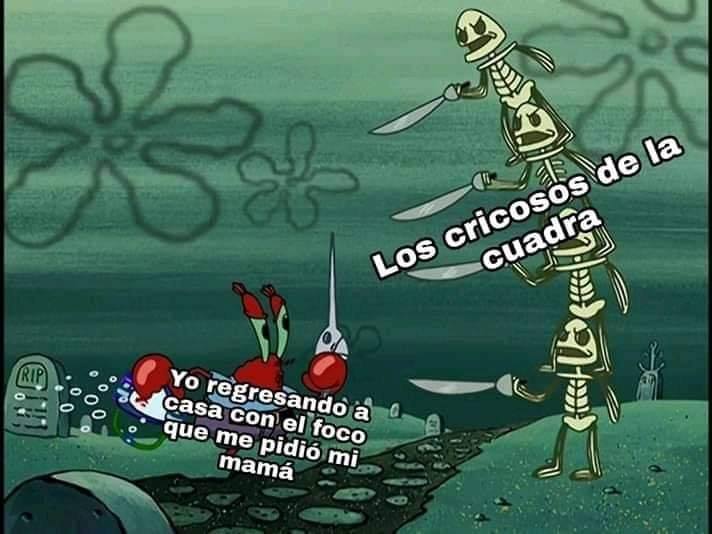 RIP
Los cricosos de la
cuadra
Yo regresando a
casa con el foco
que me pidió mi
mamá